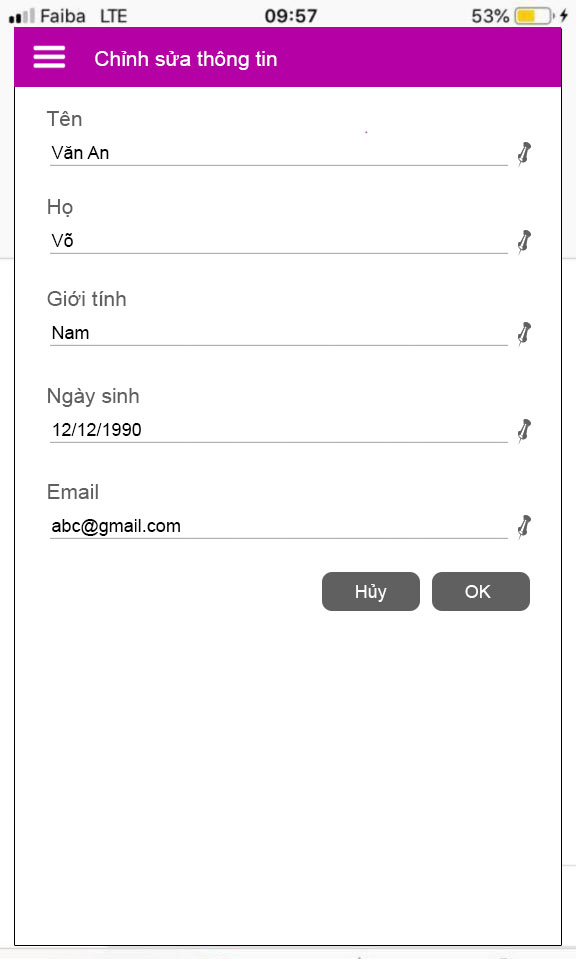 Faiba LTE 09:57 53%
Chỉnh sửa thông tin
Tên
Văn An
Họ
Võ
Giới tính
Nam
Ngày sinh
12/12/1990
Email
abc@gmail.com
Hủy OK